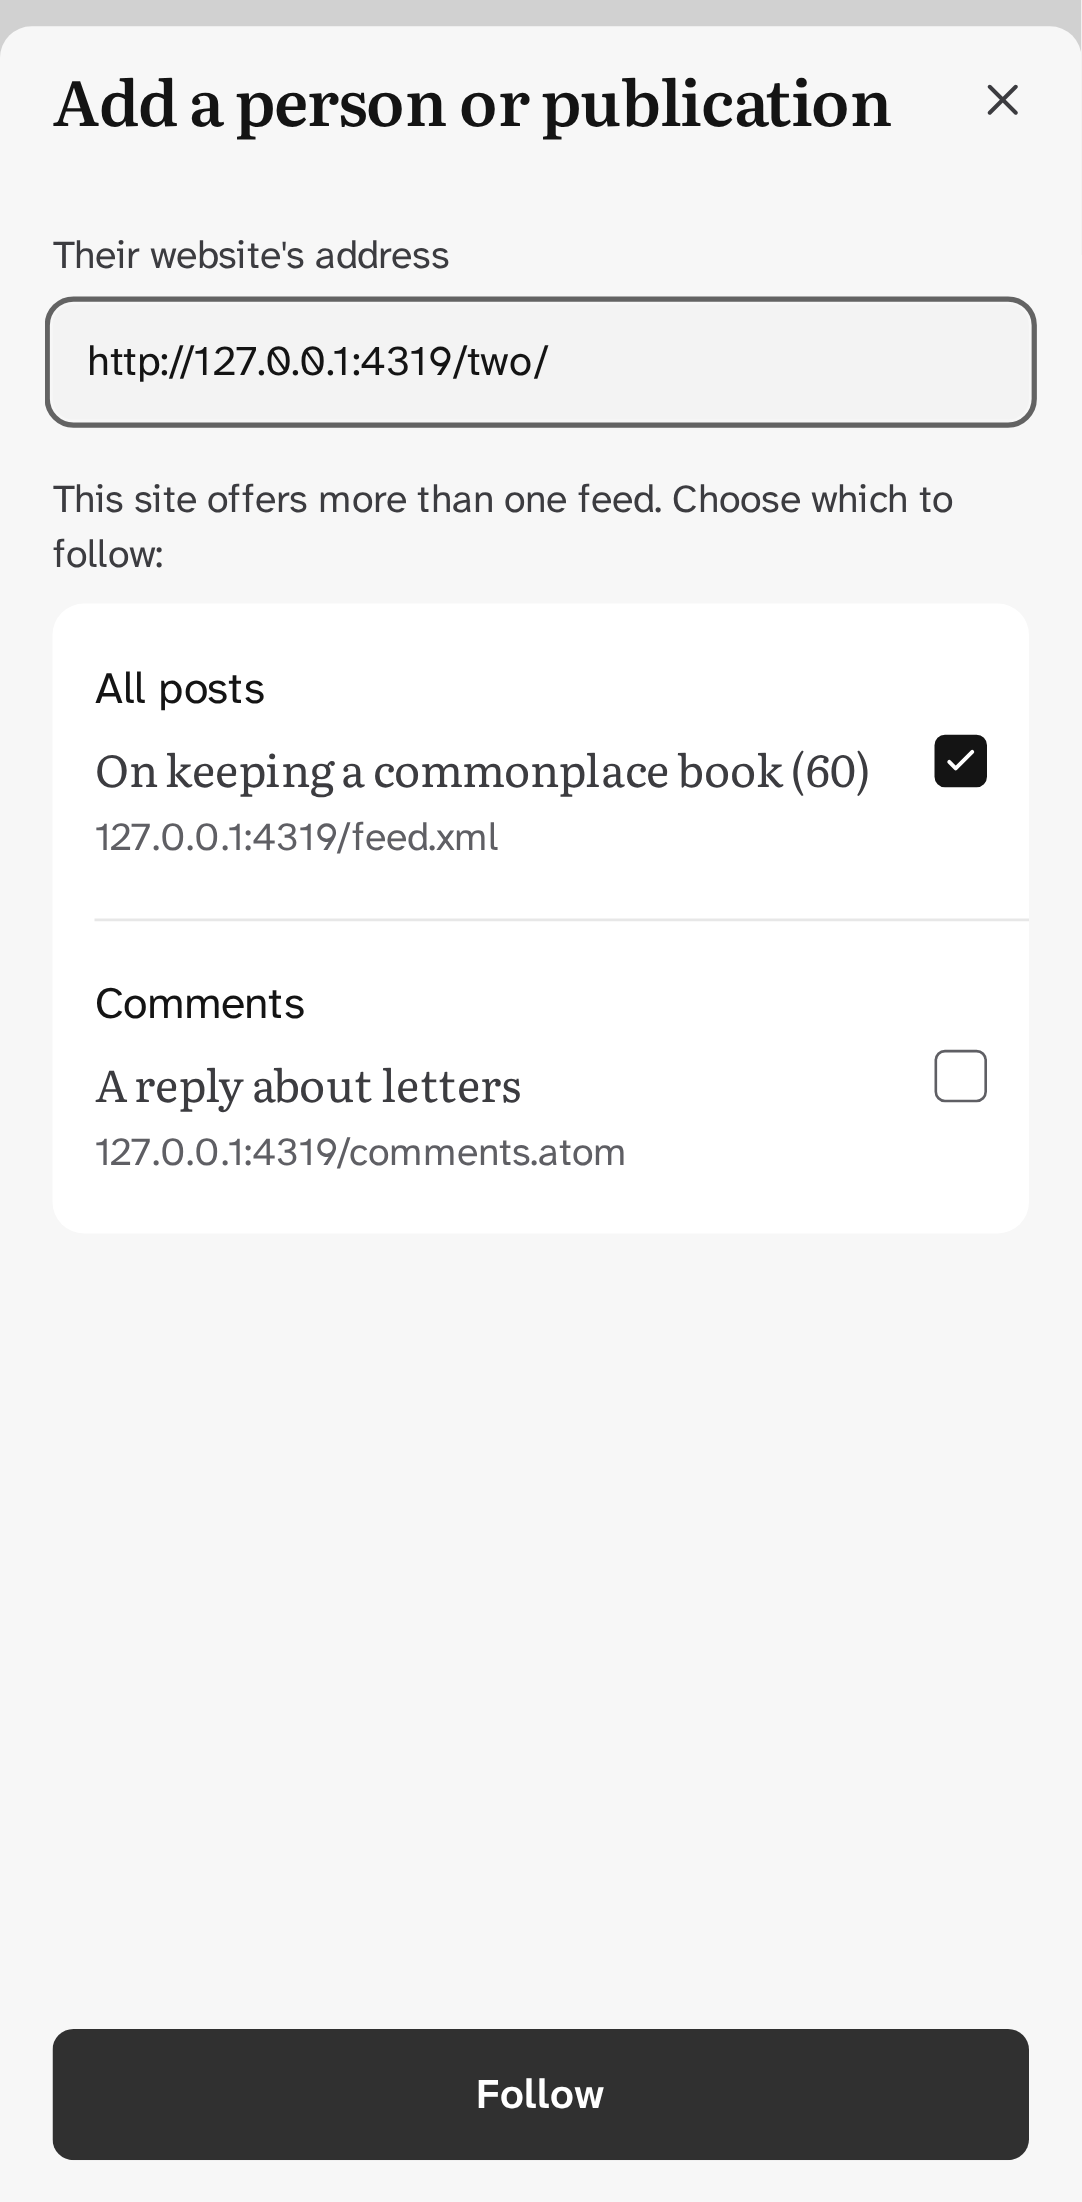 Add a person or publication
Their website's address
http://127.0.0.1:4319/two/
This site offers more than one feed. Choose which to
follow:
All posts
On keeping a commonplace book (60)
127.0.0.1:4319/feed.xml
Comments
A reply about letters
127.0.0.1:4319/comments.atom
Follow